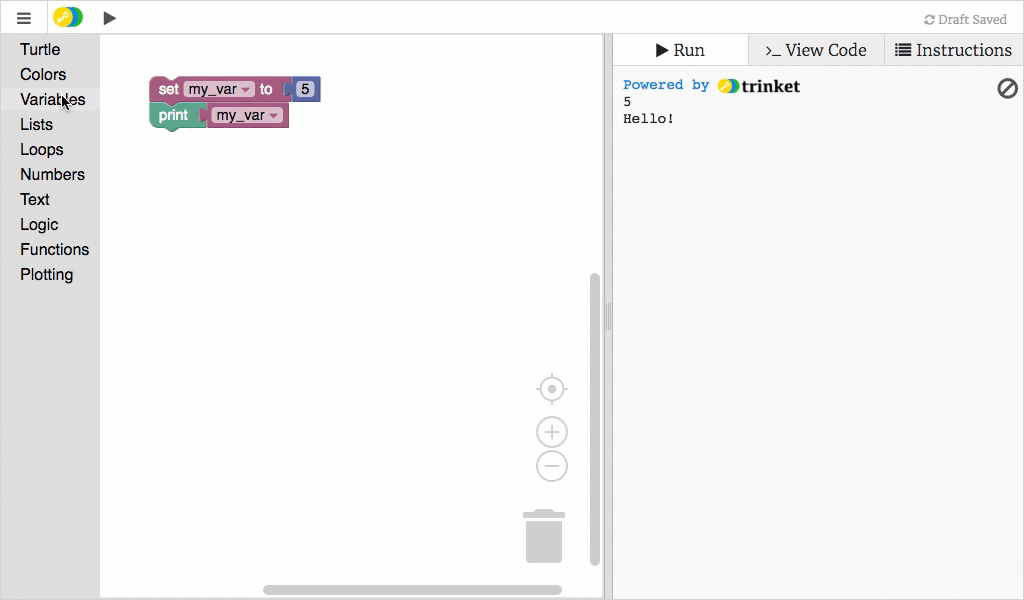 Draft Saved
Turtle
Colors
Variables
Lists
Loops
Numbers
Text
Logic
Functions
Plotting
set my_var to 5
print my_var
Run
>_ View Code
Instructions
Powered by trinket
5
Hello!